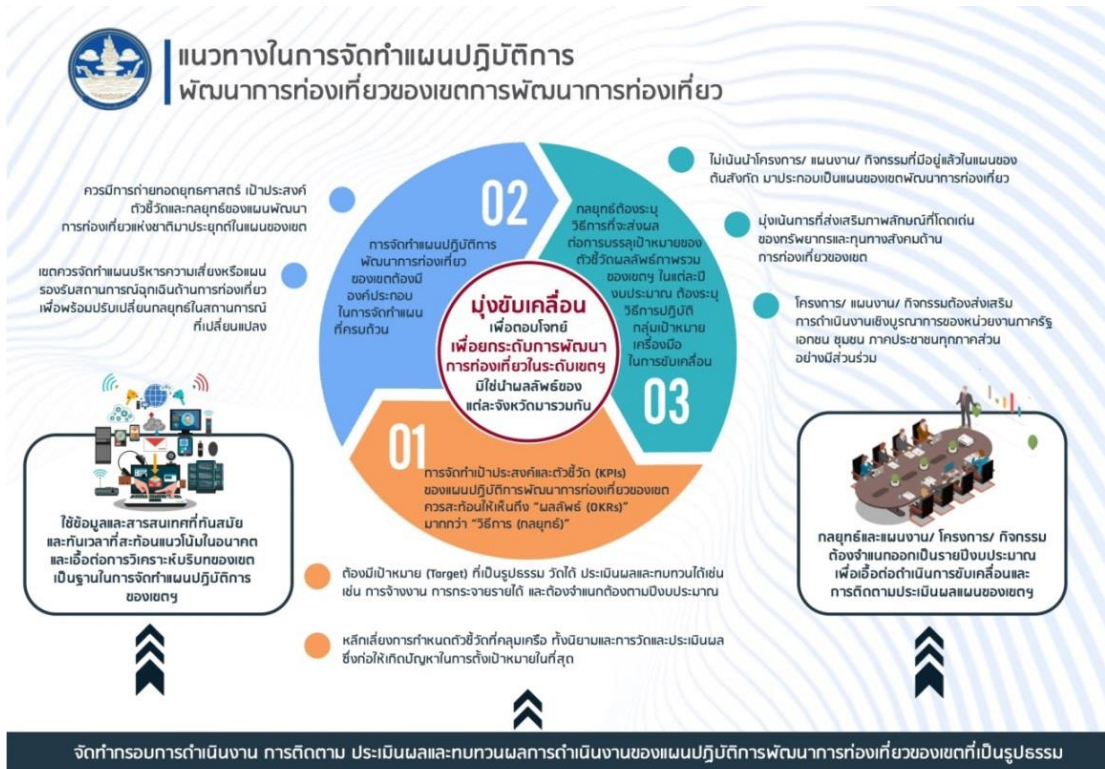 แนวทางในการจัดทำแผนปฏิบัติการ
พัฒนาการท่องเที่ยวของเขตการพัฒนาการท่องเที่ยว
ควรมีการถ่ายทอดยุทธศาสตร์ เป้าประสงค์
ตัวชี้วัดและกลยุทธ์ของแผนพัฒนา
การท่องเที่ยวแห่งชาติมาประยุกต์ในแผนของเขต
เขตควรจัดทำแผนบริหารความเสี่ยงหรือแผน
รองรับสถานการณ์ฉุกเฉินด้านการท่องเที่ยว
เพื่อพร้อมปรับเปลี่ยนกลยุทธ์ในสถานการณ์
ที่เปลี่ยนแปลง
02
การจัดทำแผนปฏิบัติการ
พัฒนาการท่องเที่ยว
ของเขตต้องมี
องค์ประกอบ
ในการจัดทำแผน
ที่ครบถ้วน
กลยุทธ์ต้องระบุ
วิธีการที่จะส่งผล
ต่อการบรรลุเป้าหมายของ
ตัวชี้วัดผลลัพธ์ภาพรวม
ของเขตฯ ในแต่ละปี
งบประมาณ ต้องระบุ
วิธีการปฏิบัติ
กลุ่มเป้าหมาย
เครื่องมือ
ในการขับเคลื่อน
03
ไม่เน้นนำโครงการ/ แผนงาน/ กิจกรรมที่มีอยู่แล้วในแผนของ
ต้นสังกัด มาประกอบเป็นแผนของเขตพัฒนาการท่องเที่ยว
มุ่งเน้นการที่ส่งเสริมภาพลักษณ์ที่โดดเด่น
ของทรัพยากรและทุนทางสังคมด้าน
การท่องเที่ยวของเขต
โครงการ/ แผนงาน/ กิจกรรมต้องส่งเสริม
การดำเนินงานเชิงบูรณาการของหน่วยงานภาครัฐ
เอกชน ชุมชน ภาคประชาชนทุกภาคส่วน
อย่างมีส่วนร่วม
มุ่งขับเคลื่อน
เพื่อตอบโจทย์
เพื่อยกระดับการพัฒนา
การท่องเที่ยวในระดับเขตฯ
มิใช่นำผลลัพธ์ของ
แต่ละจังหวัดมารวมกัน
01
การจัดทำเป้าประสงค์และตัวชี้วัด (KPIs)
ของแผนปฏิบัติการพัฒนาการท่องเที่ยวของเขต
ควรสะท้อนให้เห็นถึง "ผลลัพธ์ (OKRs)"
มากกว่า "วิธีการ (กลยุทธ์)"
ใช้ข้อมูลและสารสนเทศที่ทันสมัย
และทันเวลาที่สะท้อนแนวโน้มในอนาคต
และเอื้อต่อการวิเคราะห์บริบทของเขต
เป็นฐานในการจัดทำแผนปฏิบัติการ
ของเขตฯ
กลยุทธ์และแผนงาน/ โครงการ/ กิจกรรม
ต้องจำแนกออกเป็นรายปีงบประมาณ
เพื่อเอื้อต่อดำเนินการขับเคลื่อนและ
การติดตามประเมินผลแผนของเขตฯ
ต้องมีเป้าหมาย (Target) ที่เป็นรูปธรรม วัดได้ ประเมินผลและทบทวนได้เช่น
เช่น การจ้างงาน การกระจายรายได้ และต้องจำแนกต้องตามปีงบประมาณ
หลีกเลี่ยงการกำหนดตัวชี้วัดที่คลุมเครือ ทั้งนิยามและการวัดและประเมินผล
ซึ่งก่อให้เกิดปัญหาในการตั้งเป้าหมายในที่สุด
จัดทำกรอบการดำเนินงาน การติดตาม ประเมินผลและทบทวนผลการดำเนินงานของแผนปฏิบัติการพัฒนาการท่องเที่ยวของเขตที่เป็นรูปธรรม